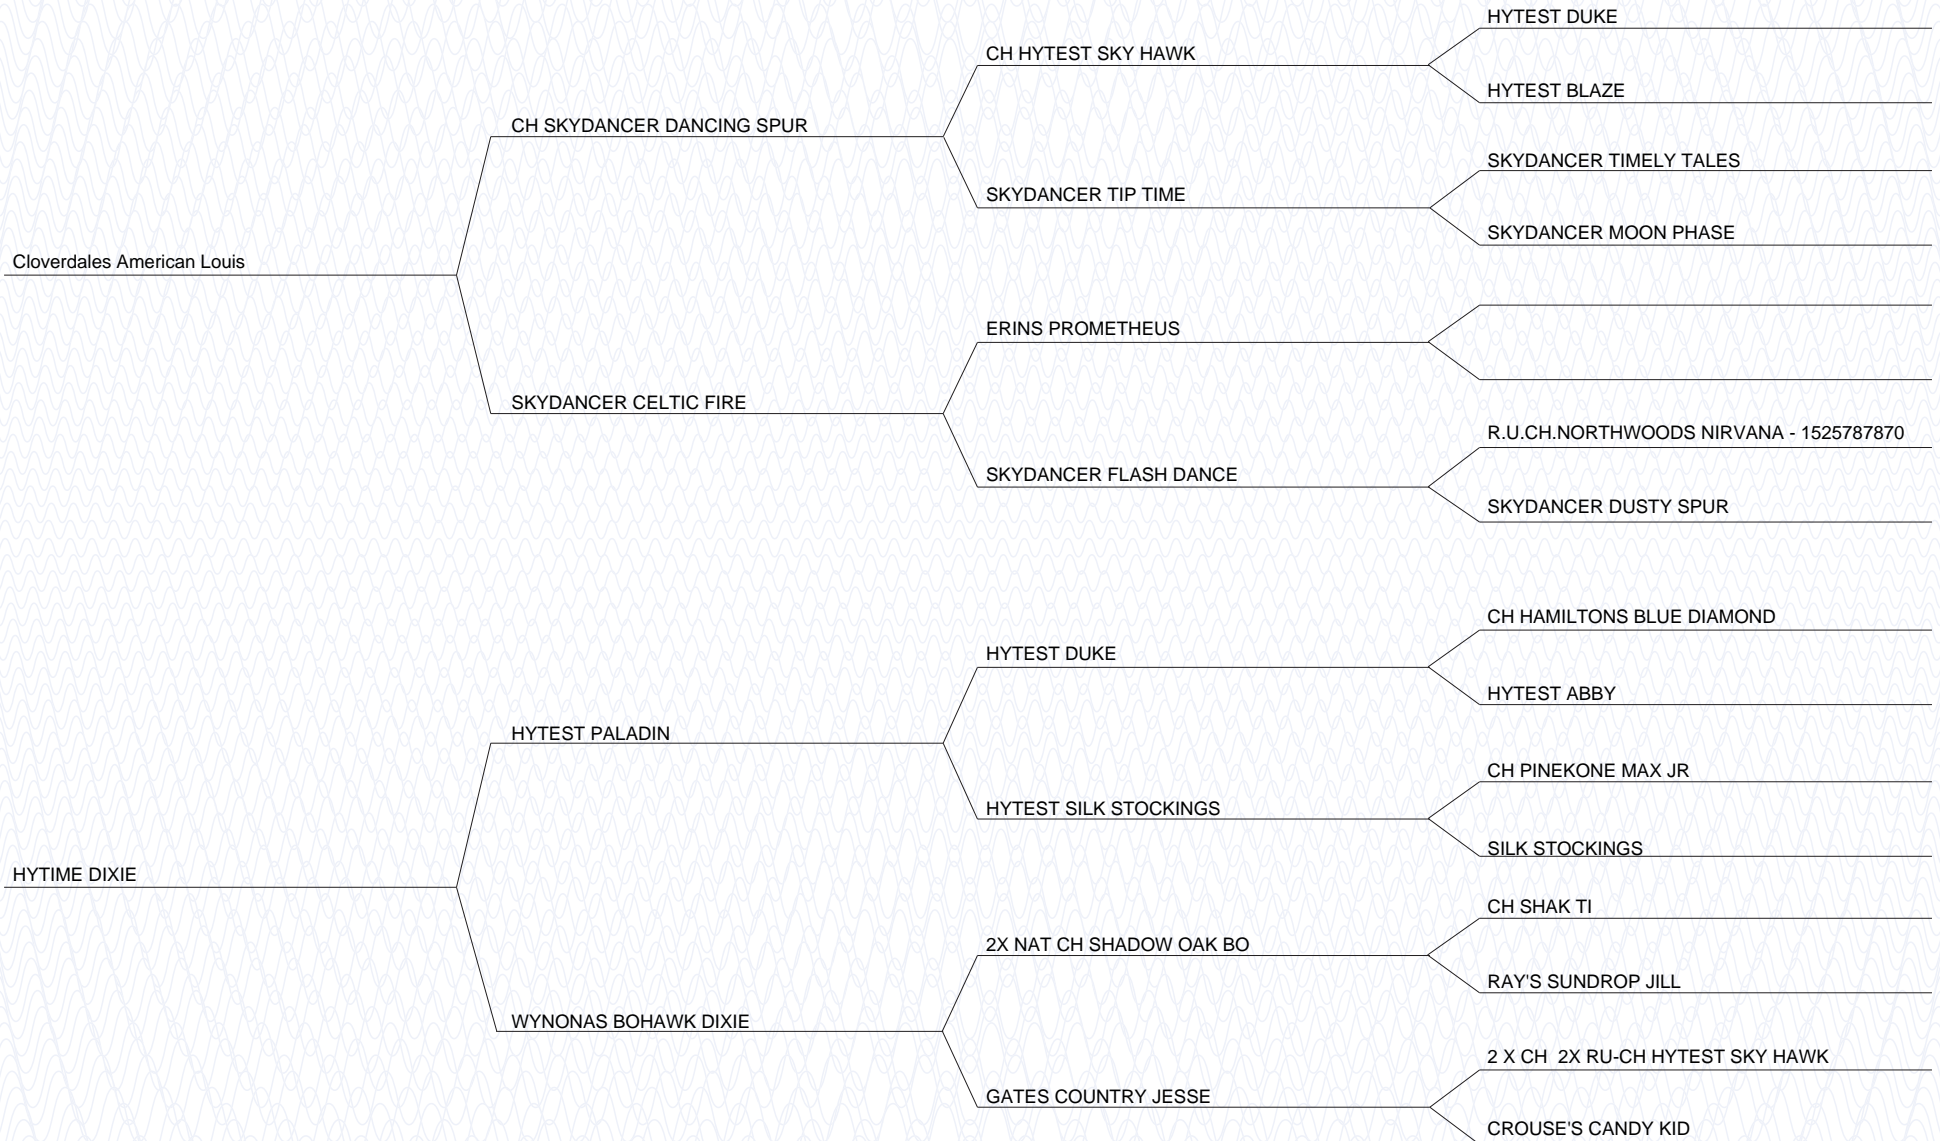 HYTEST DUKE
CH HYTEST SKY HAWK
HYTEST BLAZE
CH SKYDANCER DANCING SPUR
SKYDANCER TIMELY TALES
SKYDANCER TIP TIME
SKYDANCER MOON PHASE
Cloverdales American Louis
ERINS PROMETHEUS
SKYDANCER CELTIC FIRE
R.U.CH.NORTHWOODS NIRVANA - 1525787870
SKYDANCER FLASH DANCE
SKYDANCER DUSTY SPUR
CH HAMILTONS BLUE DIAMOND
HYTEST DUKE
HYTEST ABBY
HYTEST PALADIN
CH PINEKONE MAX JR
HYTEST SILK STOCKINGS
SILK STOCKINGS
HYTIME DIXIE
CH SHAK TI
2X NAT CH SHADOW OAK BO
RAY'S SUNDROP JILL
WYNONAS BOHAWK DIXIE
2 X CH  2X RU-CH HYTEST SKY HAWK
GATES COUNTRY JESSE
CROUSE'S CANDY KID